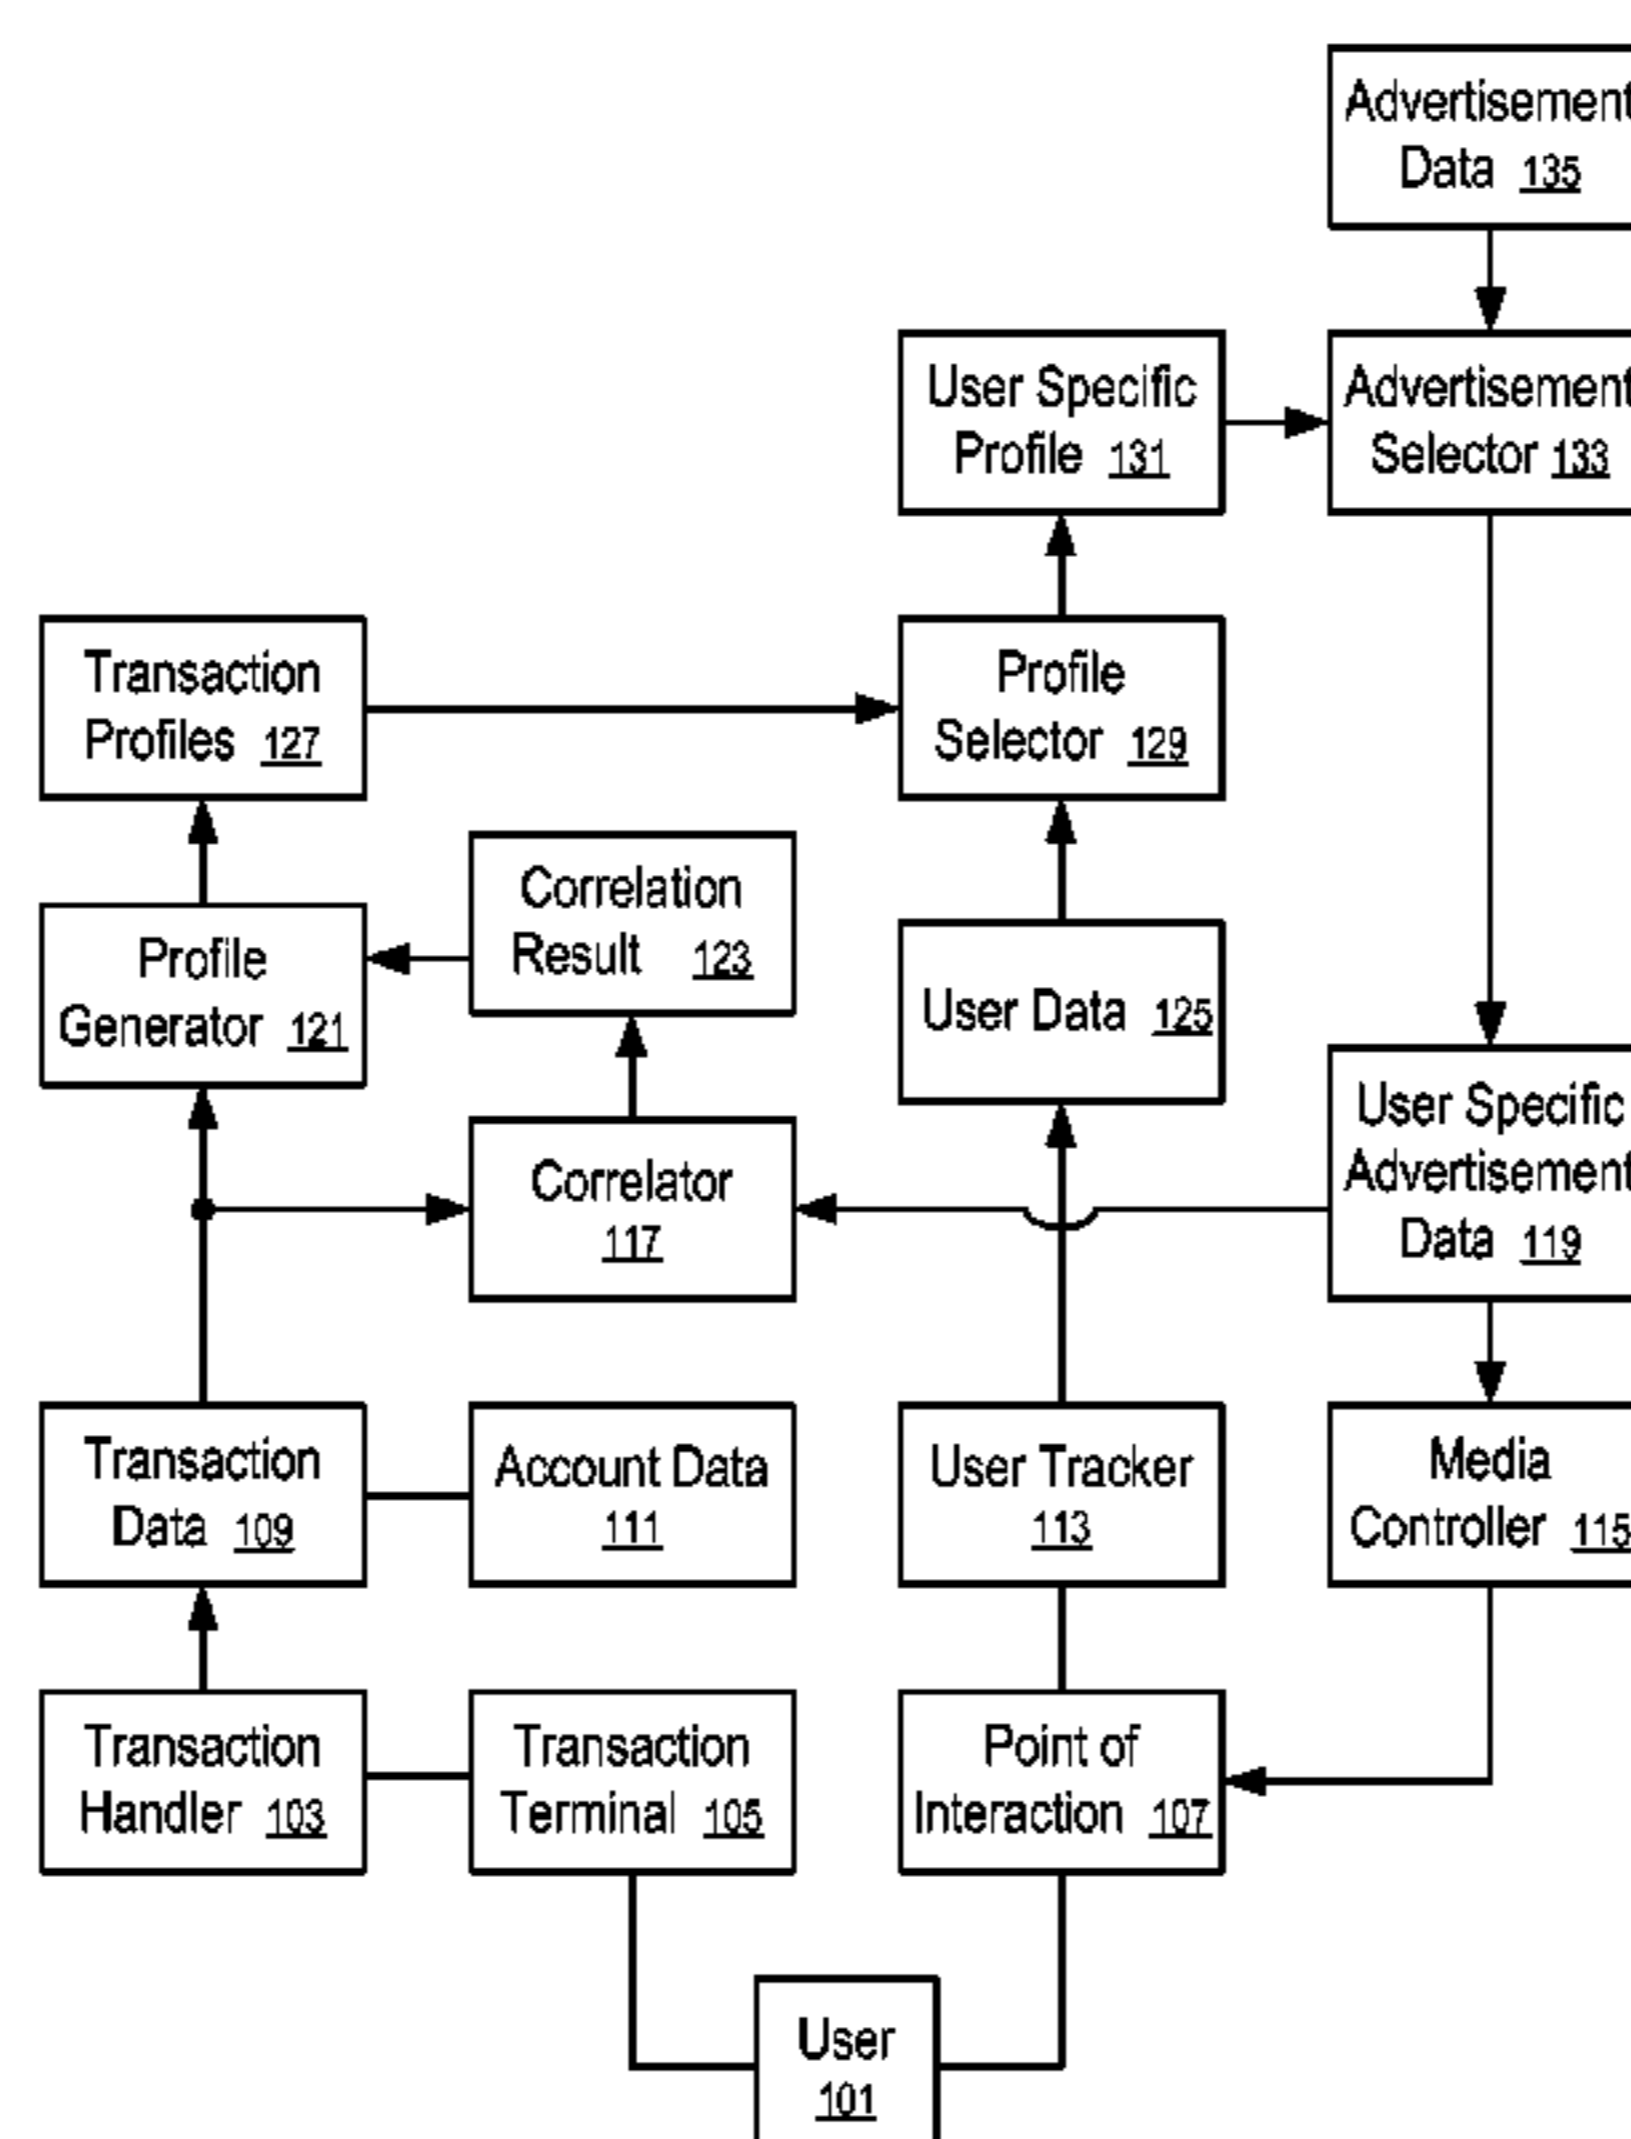 Advertisement
Data 135
User Specific
Profile 131
Advertisement
Selector 133
Transaction
Profiles 127
Profile
Selector 129
Correlation
Result 123
Profile
Generator 121
User Data 125
User Specific
Advertisement
Data 119
Correlator
117
Transaction
Data 109
Account Data
111
User Tracker
113
Media
Controller 115
Transaction
Handler 103
Transaction
Terminal 105
Point of
Interaction 107
User
101